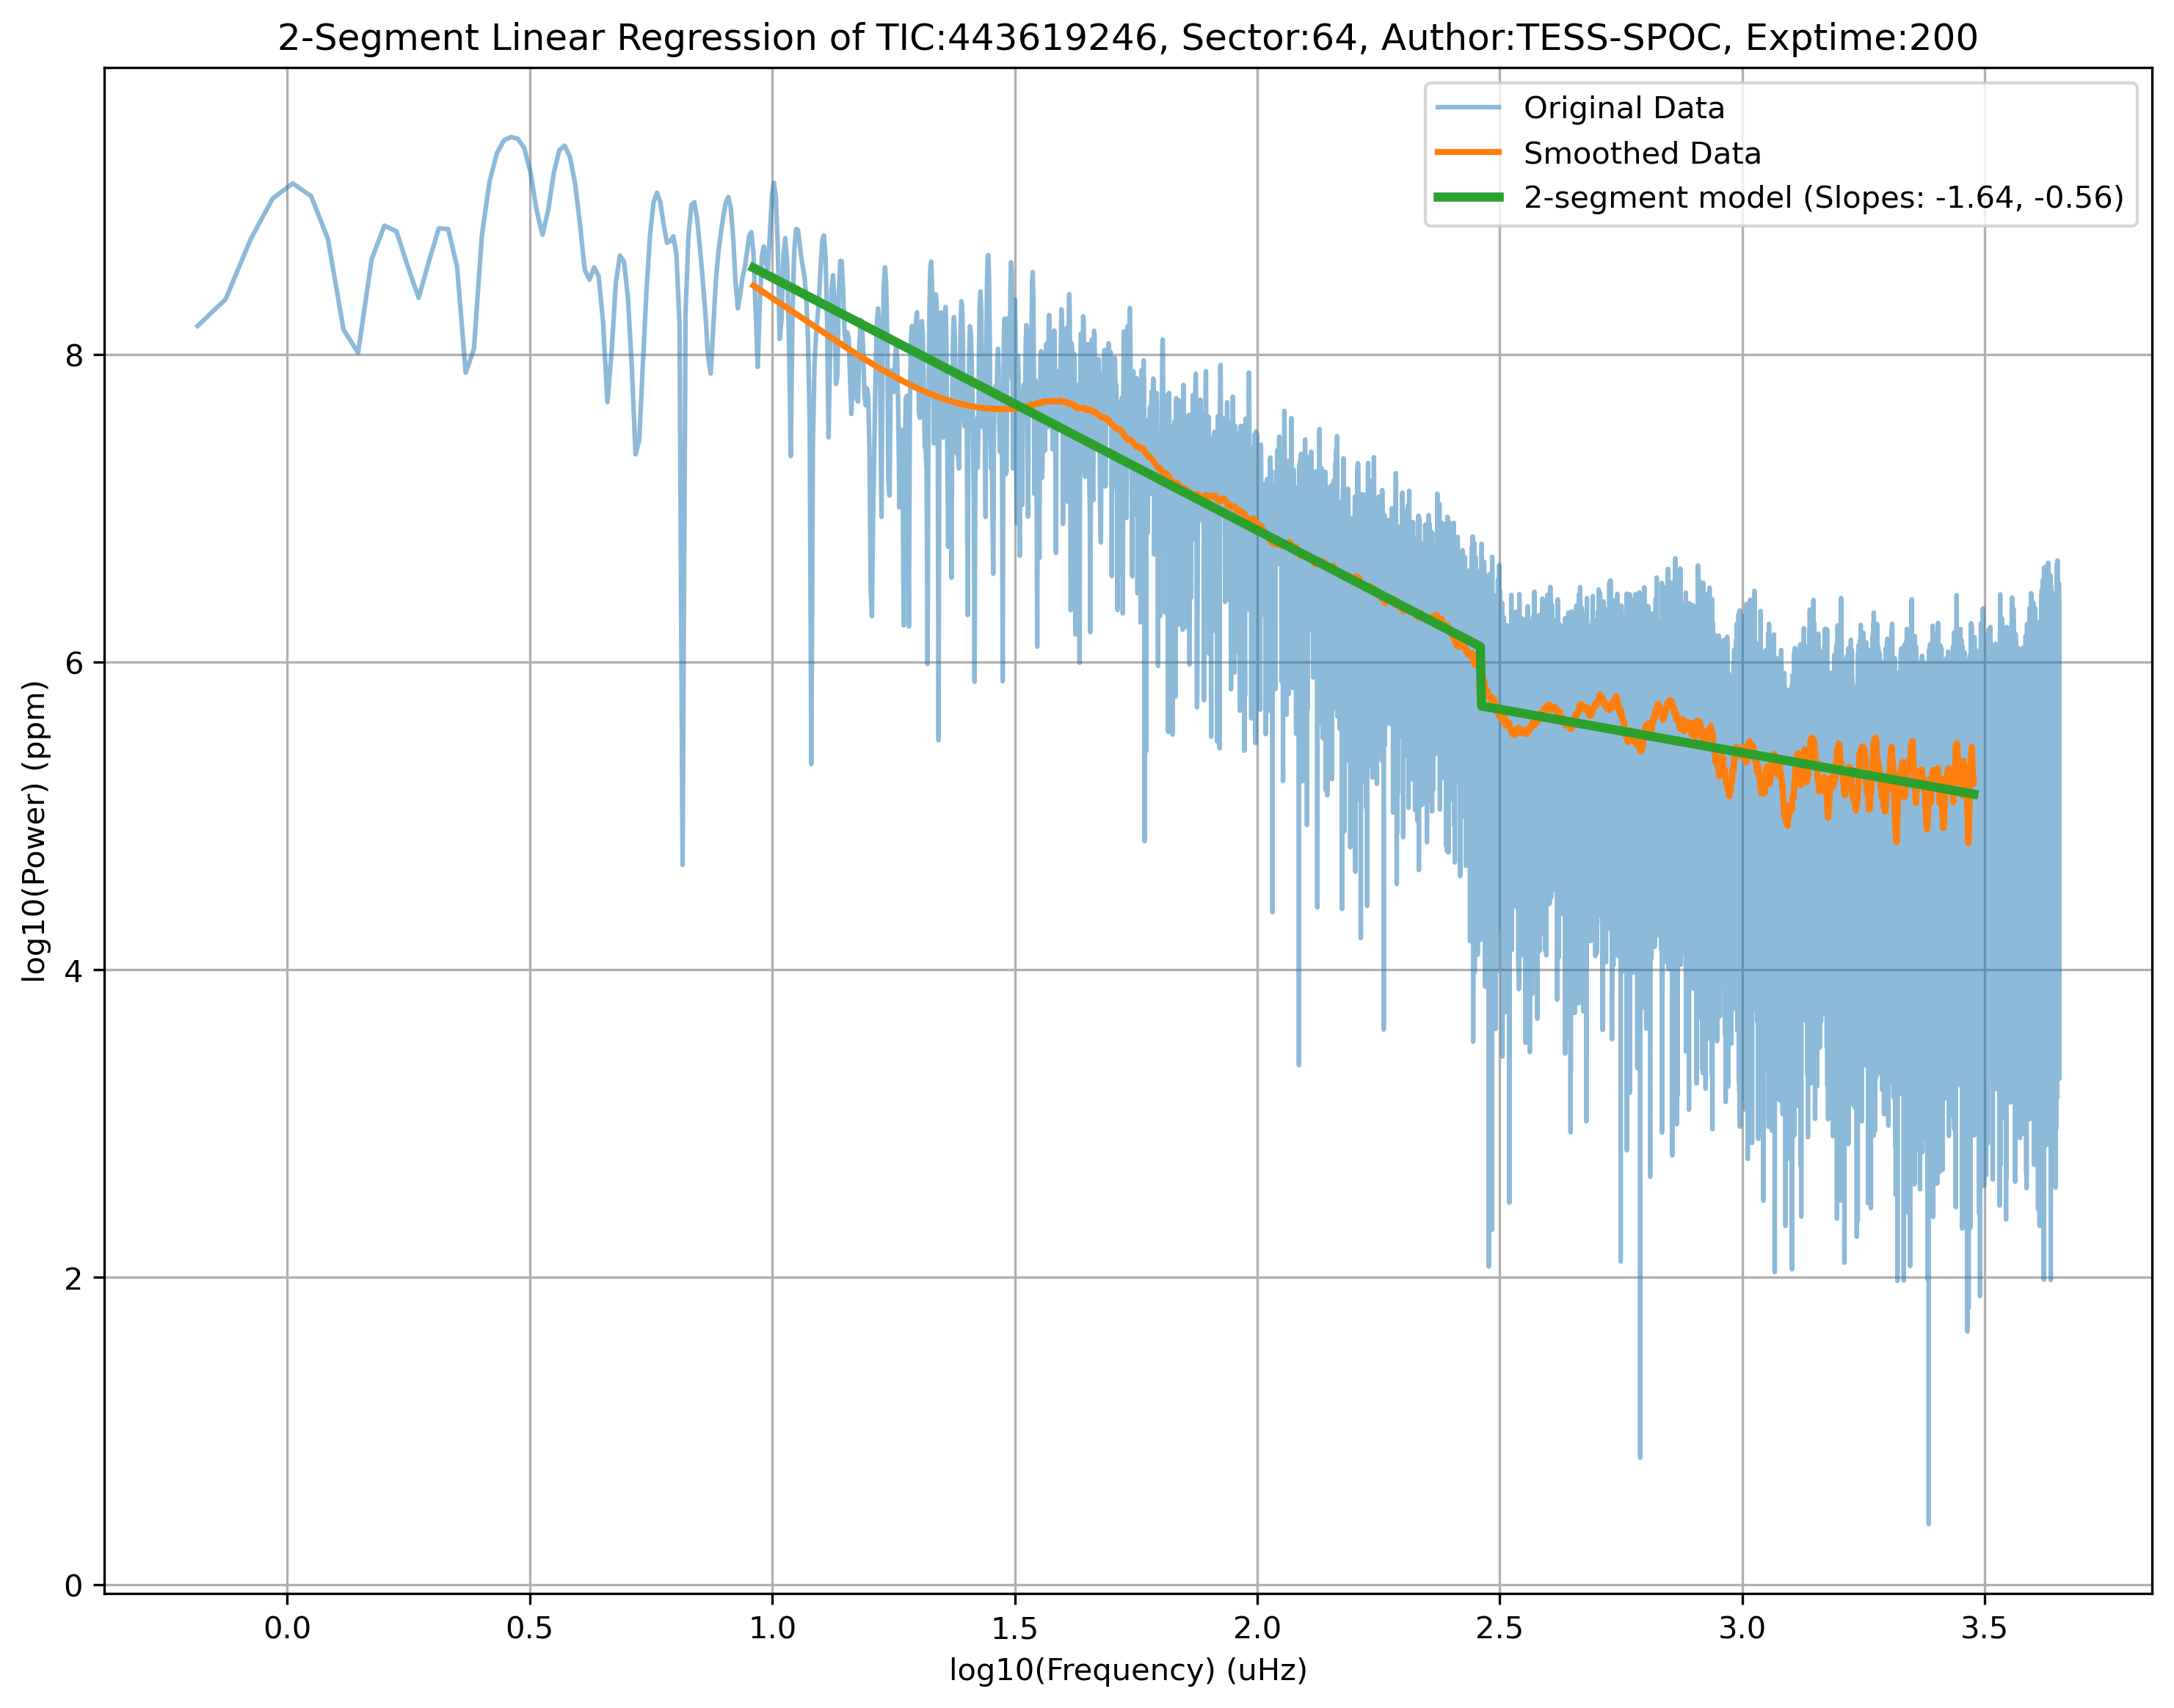 2-Segment Linear Regression of TIC:443619246, Sector:64, Author:TESS-SPOC, Exptime:200
Original Data
Smoothed Data
2-segment model (Slopes: -1.64, -0.56)
log10(Power) (ppm)
8
6
4
2
0
0.0 0.5 1.0 1.5 2.0 2.5 3.0 3.5
log10(Frequency) (uHz)